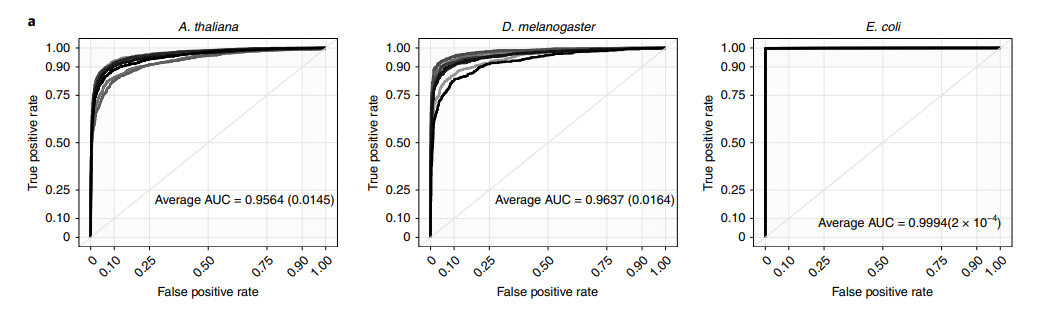 a
A. thaliana
1.00
0.90
0.75
0.50
0.25
0.10
0
True positive rate
Average AUC = 0.9564 (0.0145)
0 0.10 0.25 0.50 0.75 0.90 1.00
False positive rate
D. melanogaster
1.00
0.90
0.75
0.50
0.25
0.10
0
True positive rate
Average AUC = 0.9637 (0.0164)
0 0.10 0.25 0.50 0.75 0.90 1.00
False positive rate
E. coli
1.00
0.90
0.75
0.50
0.25
0.10
0
True positive rate
Average AUC = 0.9994(2 × 10⁻⁴)
0 0.10 0.25 0.50 0.75 0.90 1.00
False positive rate